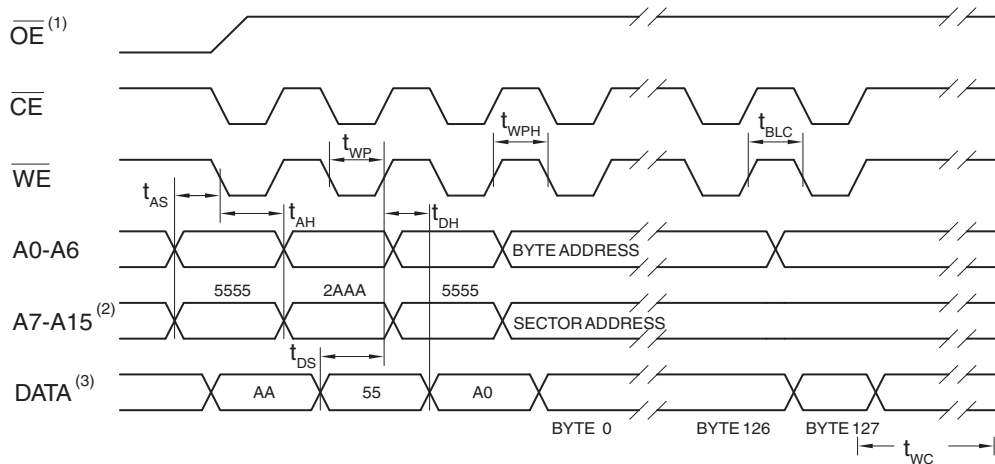 OE (1)
CE
tWP
tWPH
tBLC
WE
tAS
tAH
tDH
A0-A6
BYTE ADDRESS
5555
2AAA
5555
A7-A15 (2)
SECTOR ADDRESS
tDS
DATA (3)
AA
55
A0
BYTE 0
BYTE 126
BYTE 127
tWC